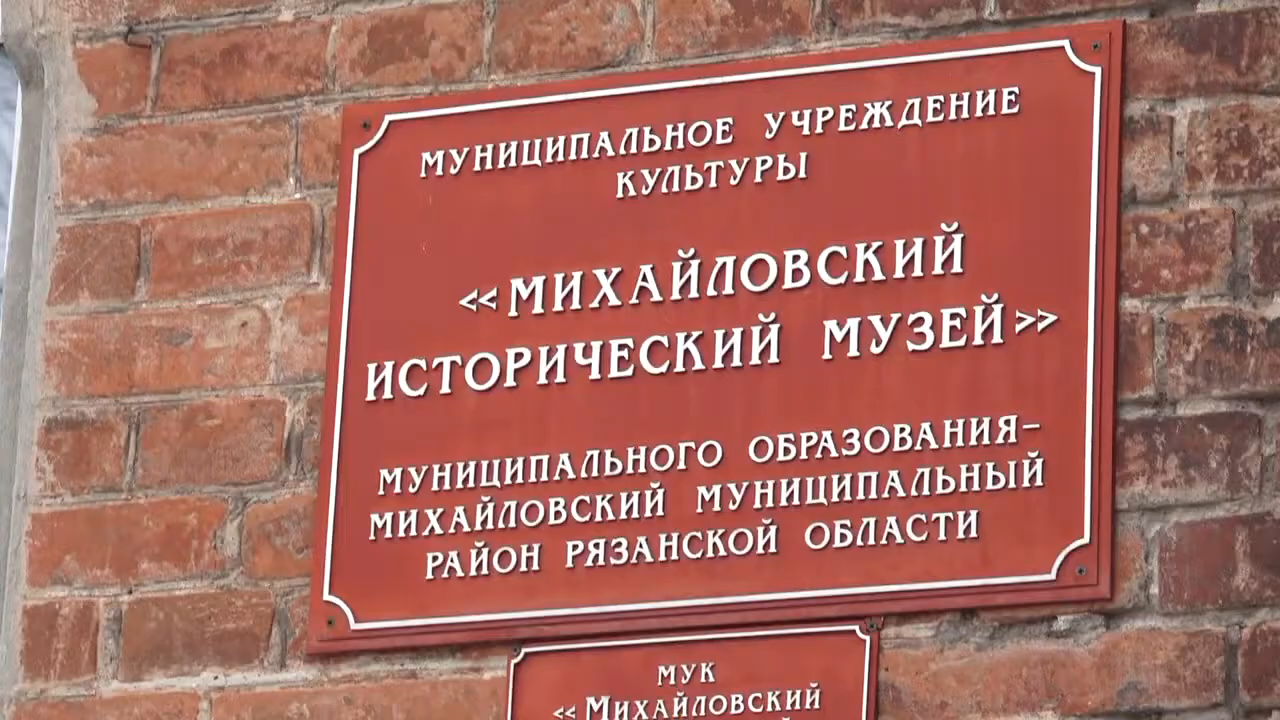 МУНИЦИПАЛЬНОЕ УЧРЕЖДЕНИЕ
КУЛЬТУРЫ
«МИХАЙЛОВСКИЙ
ИСТОРИЧЕСКИЙ МУЗЕЙ»
МУНИЦИПАЛЬНОГО ОБРАЗОВАНИЯ–
МИХАЙЛОВСКИЙ МУНИЦИПАЛЬНЫЙ
РАЙОН РЯЗАНСКОЙ ОБЛАСТИ
МУК
«МИХАЙЛОВСКИЙ